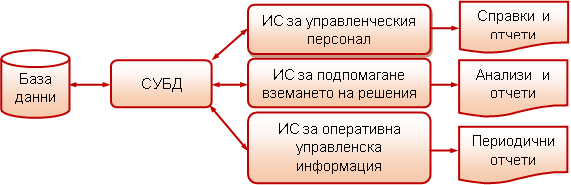 База
данни
СУБД
ИС за управленческия
персонал
Справки и
отчети
ИС за подпомагане
вземането на решения
Анализи и
отчети
ИС за оперативна
управленска
информация
Периодични
отчети